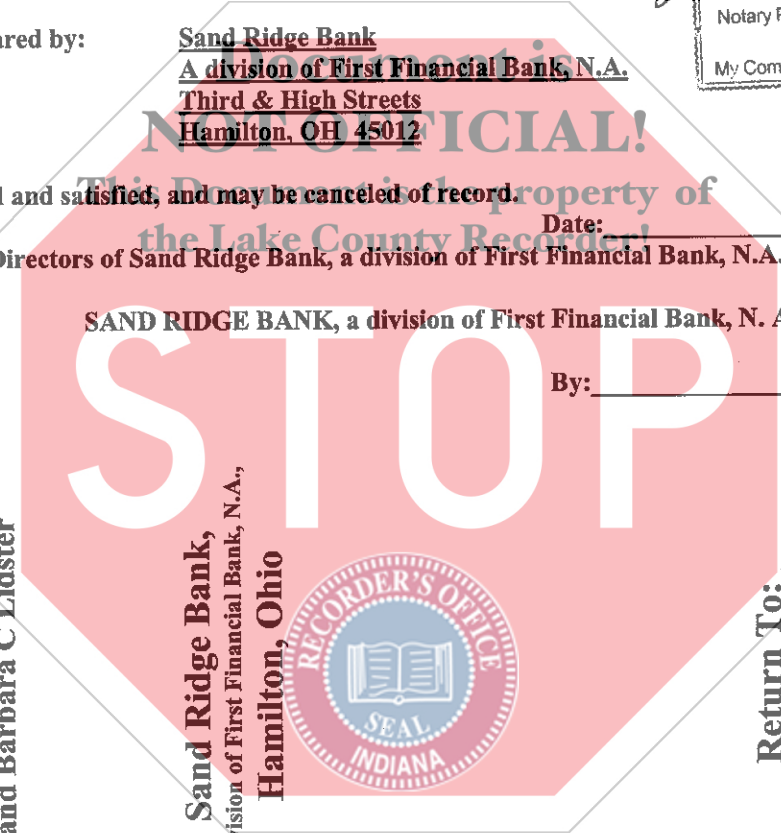 ared by: Sand Ridge Bank
A division of First Financial Bank, N.A.
Third & High Streets
Hamilton, OH 45012
Notary
My Com
Document is
NOT OFFICIAL!
This Document is the property of
the Lake County Recorder!
and satisfied, and may be canceled of record.
Date:
Directors of Sand Ridge Bank, a division of First Financial Bank, N.A.
SAND RIDGE BANK, a division of First Financial Bank, N. A
By:
STOP
and Barbara C Lidster
Sand Ridge Bank,
vision of First Financial Bank, N.A.,
Hamilton, Ohio
RECORDER'S OFFICE
SEAL
INDIANA
Return To: